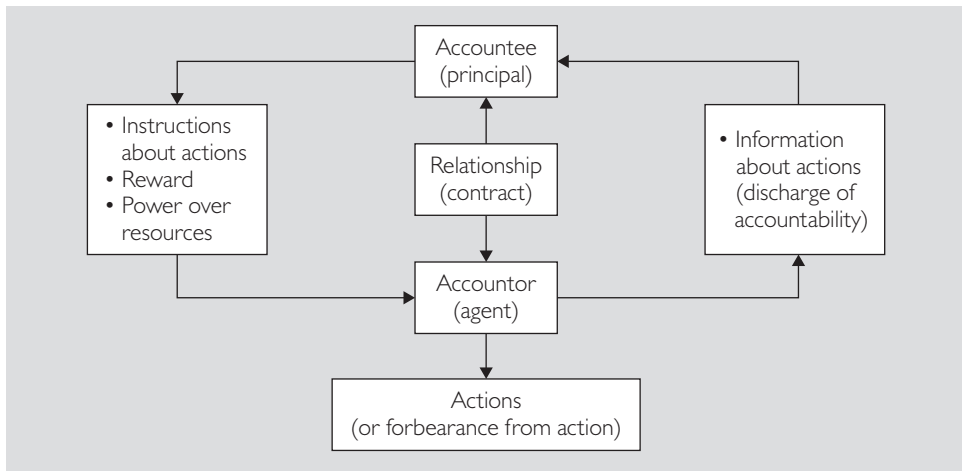 Accountee
(principal)
• Instructions
about actions
• Reward
• Power over
resources
Relationship
(contract)
• Information
about actions
(discharge of
accountability)
Accountor
(agent)
Actions
(or forbearance from action)